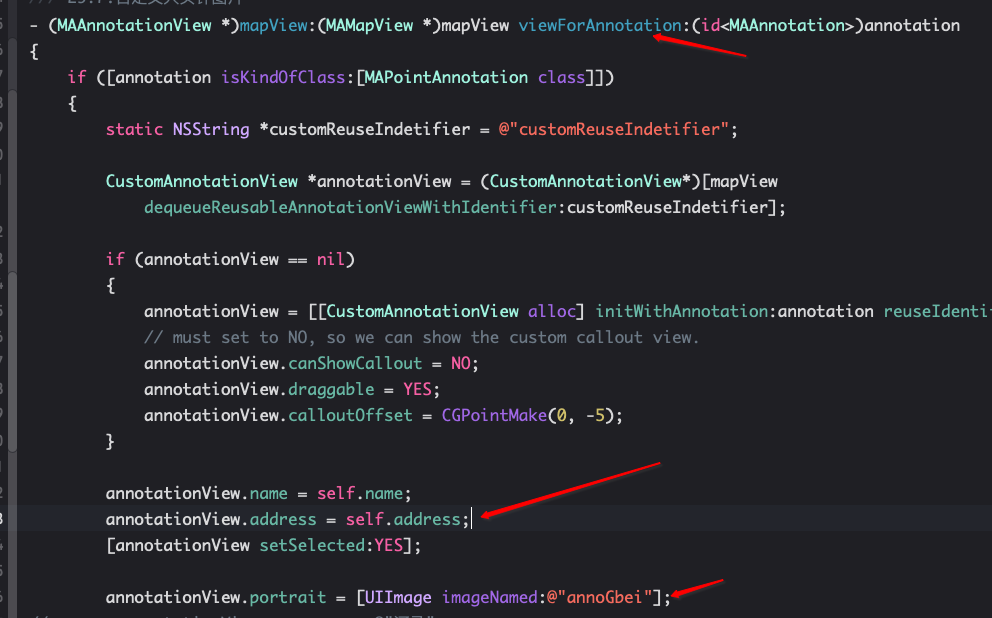 - (MAAnnotationView *)mapView:(MAMapView *)mapView viewForAnnotation:(id<MAAnnotation>)annotation
{
if ([annotation isKindOfClass:[MAPointAnnotation class]])
{
static NSString *customReuseIndetifier = @"customReuseIndetifier";
CustomAnnotationView *annotationView = (CustomAnnotationView*)[mapView
dequeueReusableAnnotationViewWithIdentifier:customReuseIndetifier];
if (annotationView == nil)
{
annotationView = [[CustomAnnotationView alloc] initWithAnnotation:annotation reuseIdenti
// must set to NO, so we can show the custom callout view.
annotationView.canShowCallout = NO;
annotationView.draggable = YES;
annotationView.calloutOffset = CGPointMake(0, -5);
}
annotationView.name = self.name;
annotationView.address = self.address;
[annotationView setSelected:YES];
annotationView.portrait = [UIImage imageNamed:@"annoGbei"];